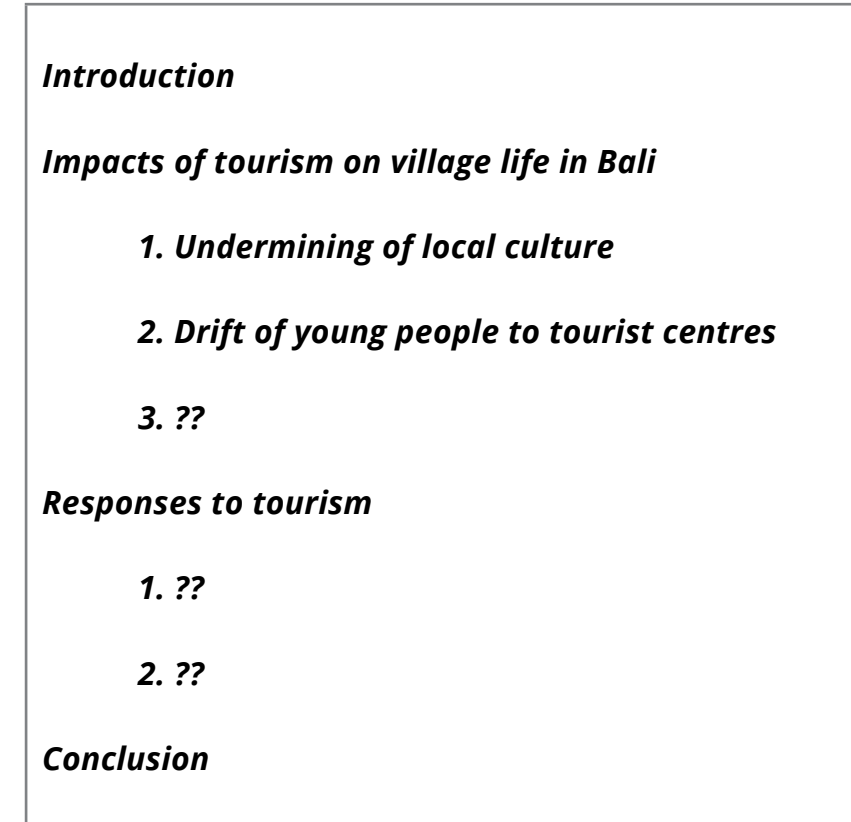 Introduction
Impacts of tourism on village life in Bali
1. Undermining of local culture
2. Drift of young people to tourist centres
3. ??
Responses to tourism
1. ??
2. ??
Conclusion